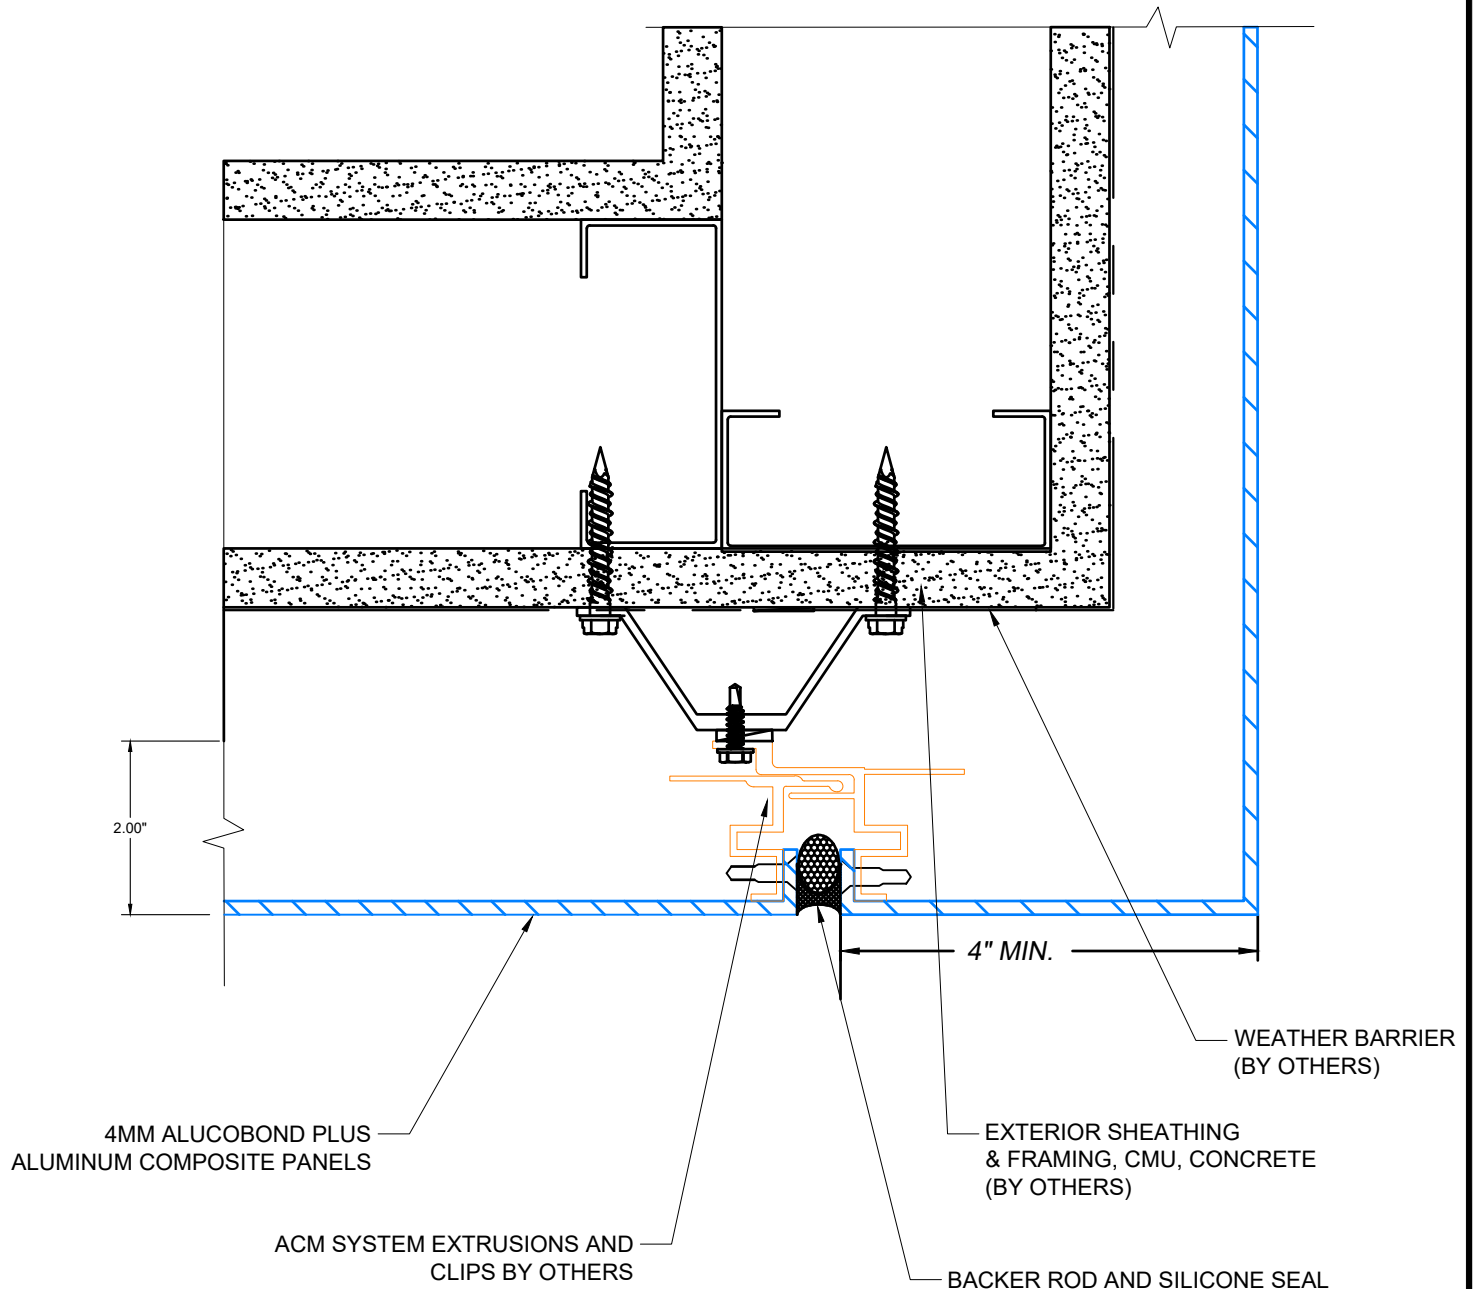 2.00"
4" MIN.
WEATHER BARRIER
(BY OTHERS)
4MM ALUCOBOND PLUS
ALUMINUM COMPOSITE PANELS
EXTERIOR SHEATHING
& FRAMING, CMU, CONCRETE
(BY OTHERS)
ACM SYSTEM EXTRUSIONS AND
CLIPS BY OTHERS
BACKER ROD AND SILICONE SEAL